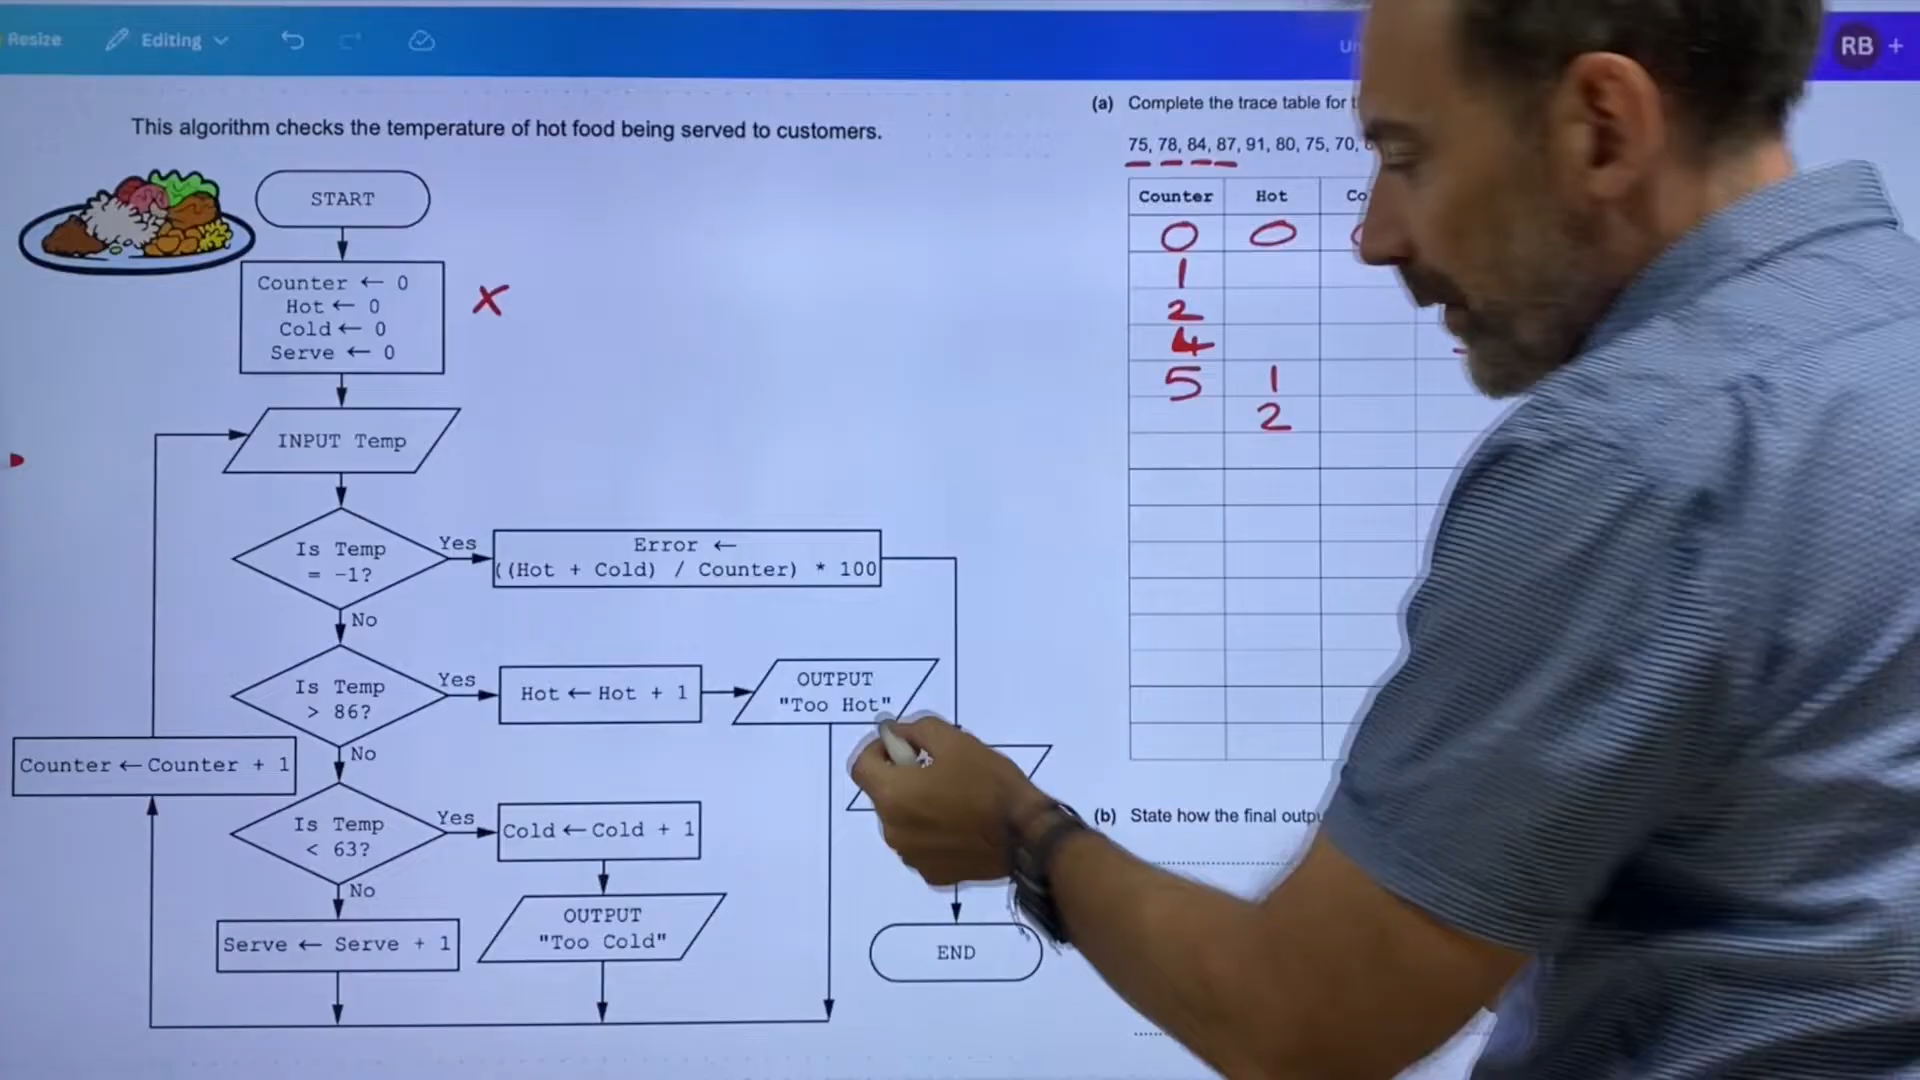 Resize
Editing
RB +
This algorithm checks the temperature of hot food being served to customers.
START
Counter ← 0
Hot ← 0
Cold ← 0
Serve ← 0
X
INPUT Temp
Is Temp
= -1?
Yes
Error ←
((Hot + Cold) / Counter) * 100
No
Is Temp
> 86?
Yes
Hot ← Hot + 1
OUTPUT
"Too Hot"
No
Counter ← Counter + 1
Is Temp
< 63?
Yes
Cold ← Cold + 1
No
OUTPUT
"Too Cold"
Serve ← Serve + 1
END
(a) Complete the trace table for
75, 78, 84, 87, 91, 80, 75, 70,
Counter Hot Co
0 0
1
2
4
5 1
2
(b) State how the final outpu